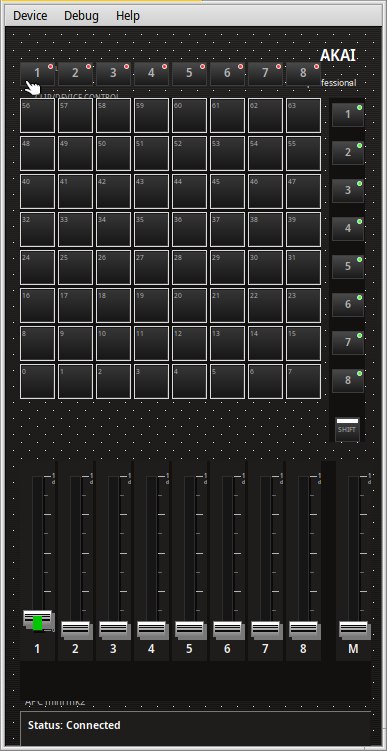 Device Debug Help
AKAI
1 2 3 4 5 6 7 8
fessional
56 57 58 59 60 61 62 63
1
48 49 50 51 52 53 54 55
2
40 41 42 43 44 45 46 47
3
32 33 34 35 36 37 38 39
4
24 25 26 27 28 29 30 31
5
16 17 18 19 20 21 22 23
6
8 9 10 11 12 13 14 15
7
0 1 2 3 4 5 6 7
8
SHIFT
1 2 3 4 5 6 7 8 M
APC mini mk2
Status: Connected